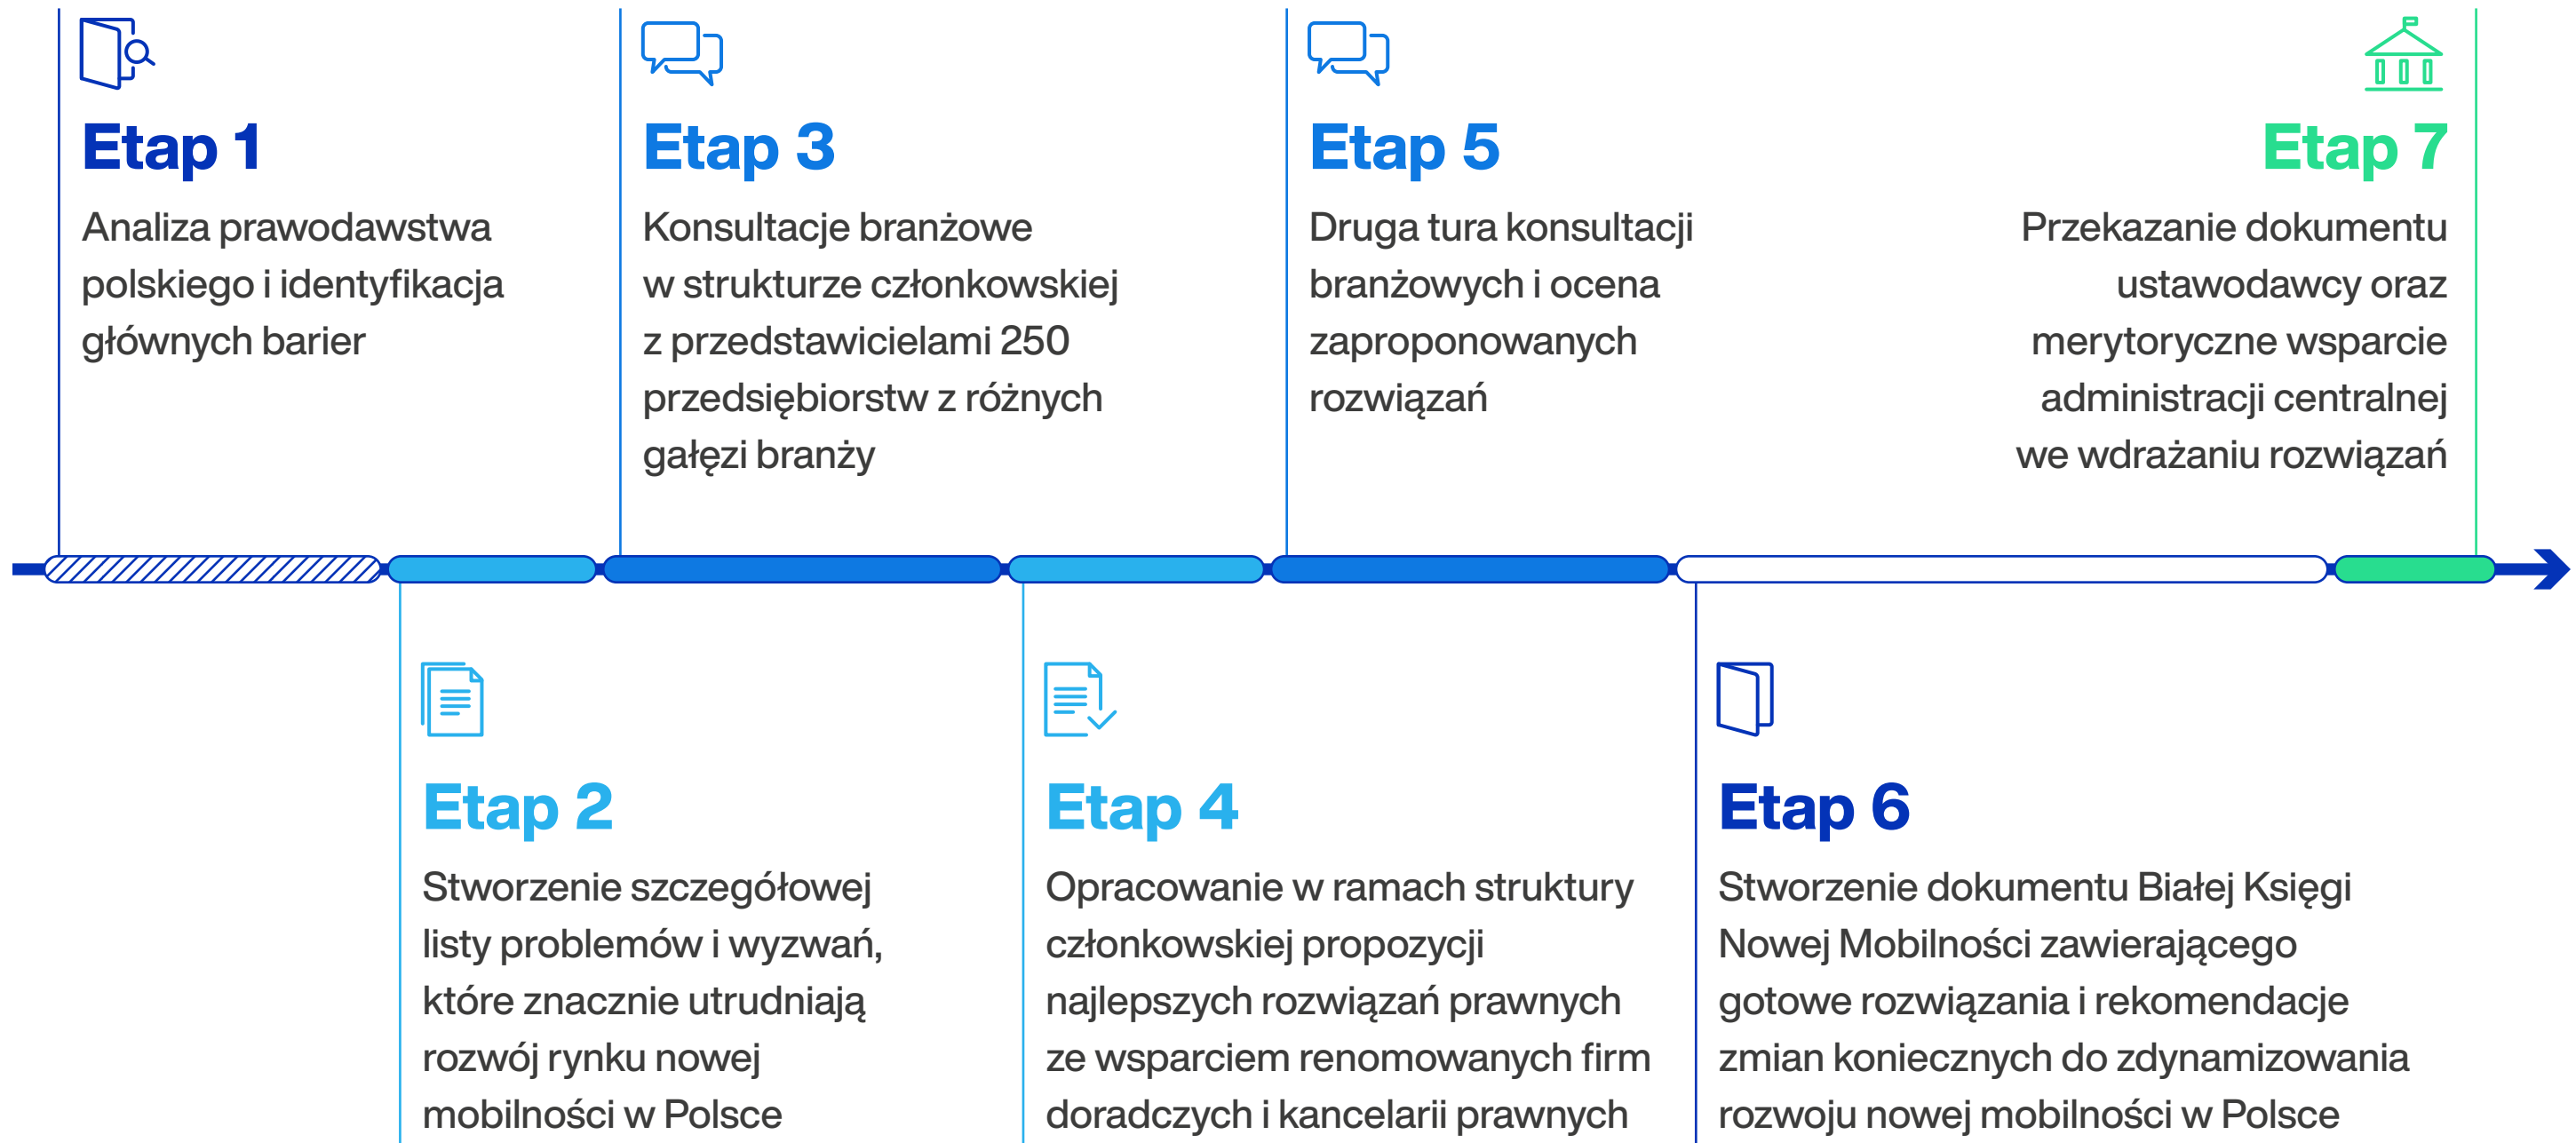 Etap 1
Analiza prawodawstwa
polskiego i identyfikacja
głównych barier
Etap 2
Stworzenie szczegółowej
listy problemów i wyzwań,
które znacznie utrudniają
rozwój rynku nowej
mobilności w Polsce
Etap 3
Konsultacje branżowe
w strukturze członkowskiej
z przedstawicielami 250
przedsiębiorstw z różnych
gałęzi branży
Etap 4
Opracowanie w ramach struktury
członkowskiej propozycji
najlepszych rozwiązań prawnych
ze wsparciem renomowanych firm
doradczych i kancelarii prawnych
Etap 5
Druga tura konsultacji
branżowych i ocena
zaproponowanych
rozwiązań
Etap 6
Stworzenie dokumentu Białej Księgi
Nowej Mobilności zawierającego
gotowe rozwiązania i rekomendacje
zmian koniecznych do zdynamizowania
rozwoju nowej mobilności w Polsce
Etap 7
Przekazanie dokumentu
ustawodawcy oraz
merytoryczne wsparcie
administracji centralnej
we wdrażaniu rozwiązań